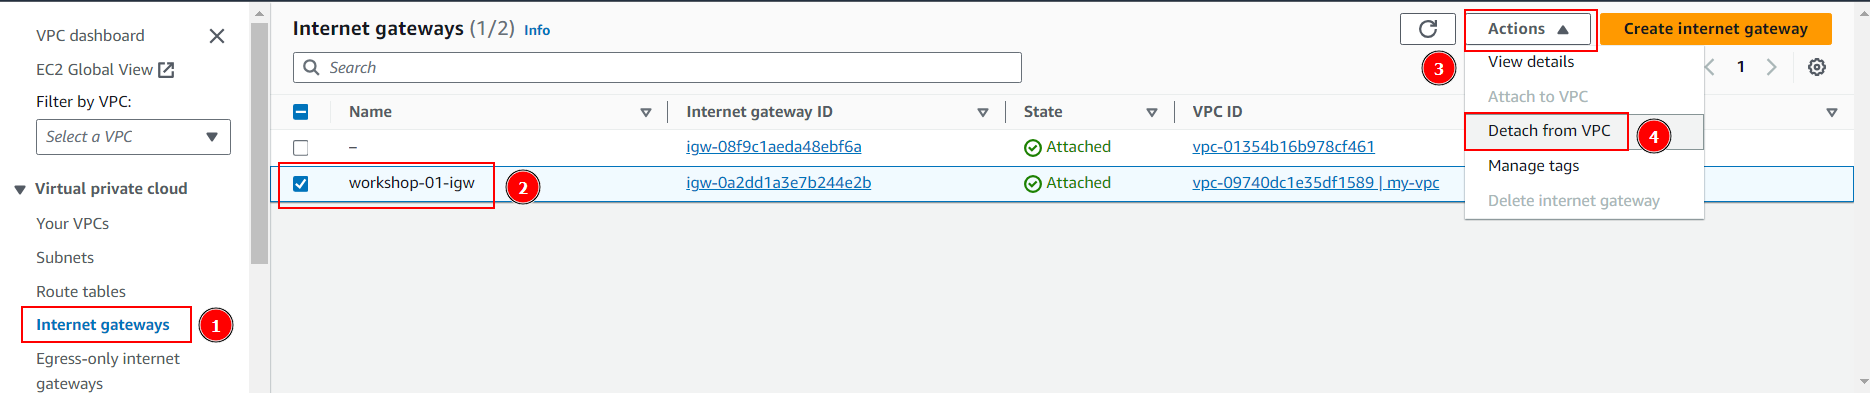 VPC dashboard
EC2 Global View
Filter by VPC:
Select a VPC
Virtual private cloud
Your VPCs
Subnets
Route tables
Internet gateways
1
Egress-only internet
gateways
Internet gateways (1/2) Info
Actions
Create internet gateway
Search
3
View details
Attach to VPC
Detach from VPC
4
Manage tags
Delete internet gateway
1
Name Internet gateway ID State VPC ID
– igw-08f9c1aeda48ebf6a Attached vpc-01354b16b978cf461
workshop-01-igw 2 igw-0a2dd1a3e7b244e2b Attached vpc-09740dc1e35df1589 | my-vpc